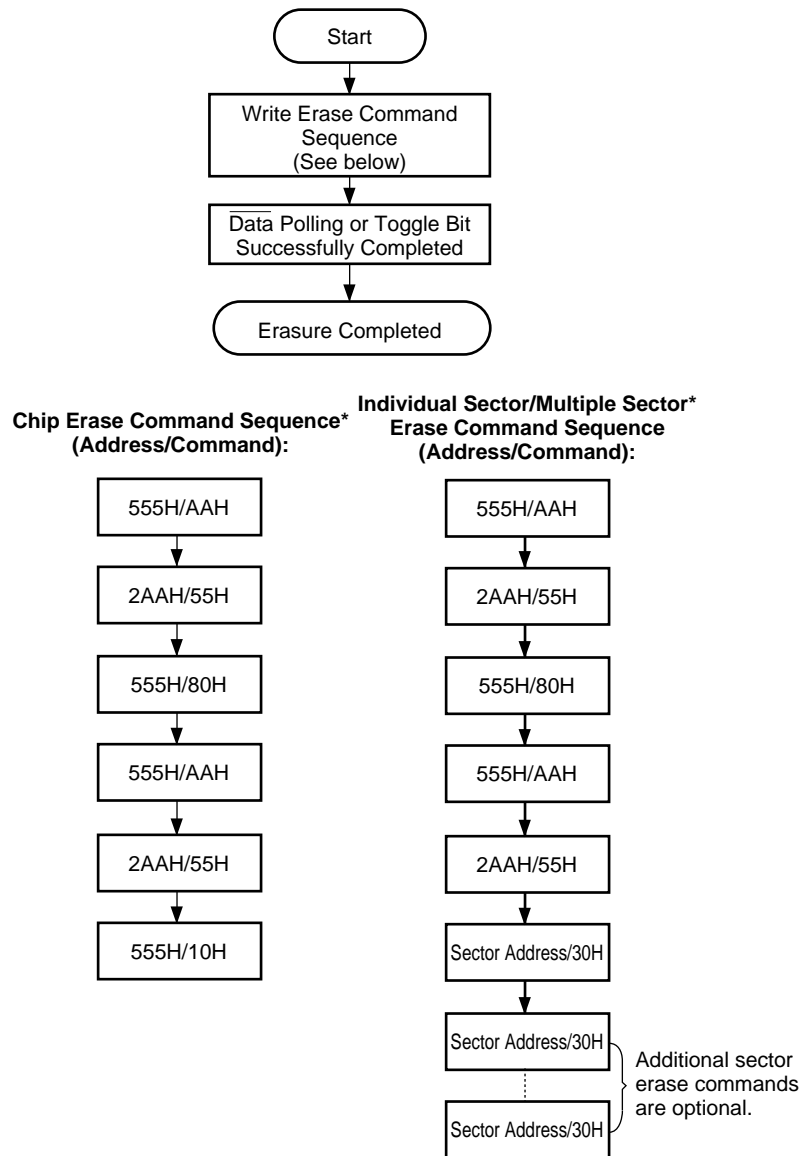 Start
Write Erase Command
Sequence
(See below)
Data Polling or Toggle Bit
Successfully Completed
Erasure Completed
Chip Erase Command Sequence*
(Address/Command):
555H/AAH
2AAH/55H
555H/80H
555H/AAH
2AAH/55H
555H/10H
Individual Sector/Multiple Sector*
Erase Command Sequence
(Address/Command):
555H/AAH
2AAH/55H
555H/80H
555H/AAH
2AAH/55H
Sector Address/30H
Sector Address/30H
Sector Address/30H
Additional sector
erase commands
are optional.